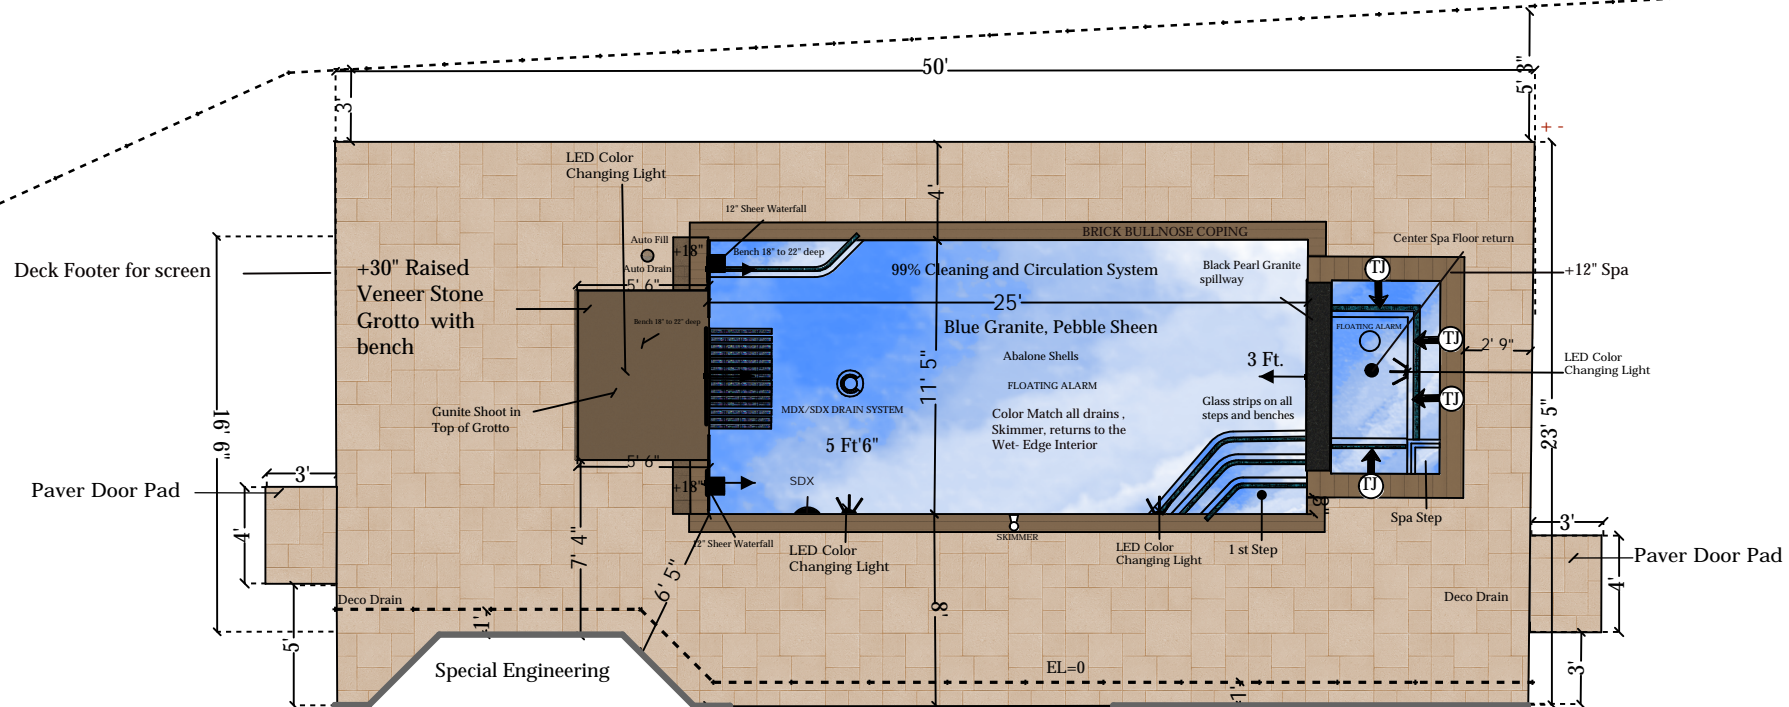 50'
5' 3"
3'
+ -
LED Color
Changing Light
4'
12" Sheer Waterfall
BRICK BULLNOSE COPING
Center Spa Floor return
Auto Fill
+18"
Bench 18" to 22" deep
Auto Drain
Deck Footer for screen
+30" Raised
Veneer Stone
Grotto with
bench
5' 6"
99% Cleaning and Circulation System
Black Pearl Granite
spillway
TJ
+12" Spa
25'
Bench 18" to 22" deep
Blue Granite, Pebble Sheen
FLOATING ALARM
TJ
2' 9"
Abalone Shells
11' 5"
3 Ft.
LED Color
Changing Light
FLOATING ALARM
MDX/SDX DRAIN SYSTEM
Glass strips on all
steps and benches
TJ
Gunite Shoot in
Top of Grotto
Color Match all drains ,
Skimmer, returns to the
Wet- Edge Interior
16' 6"
23' 5"
5 Ft'6"
5' 6"
3'
Paver Door Pad
+18"
SDX
TJ
Spa Step
3'
4'
7' 4"
12" Sheer Waterfall
LED Color
Changing Light
SKIMMER
LED Color
Changing Light
1 st Step
Paver Door Pad
4'
6' 5"
Deco Drain
8'
Deco Drain
1'
5'
Special Engineering
EL=0
3'
1'